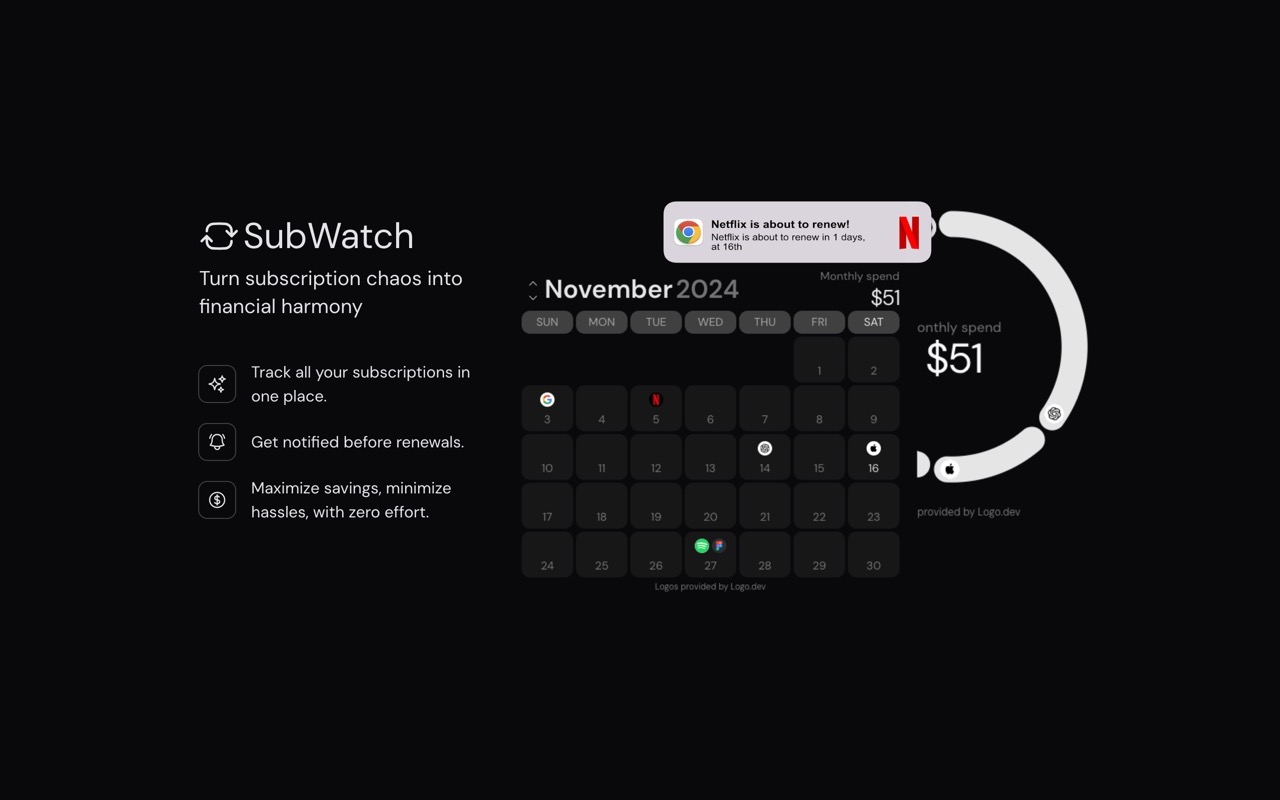 SubWatch
Turn subscription chaos into
financial harmony
Track all your subscriptions in
one place.
Get notified before renewals.
Maximize savings, minimize
hassles, with zero effort.
Netflix is about to renew!
Netflix is about to renew in 1 days,
at 16th
November 2024
Monthly spend
$51
SUN MON TUE WED THU FRI SAT
1 2
3 4 5 6 7 8 9
10 11 12 13 14 15 16
17 18 19 20 21 22 23
24 25 26 27 28 29 30
Logos provided by Logo.dev
onthly spend
$51
provided by Logo.dev